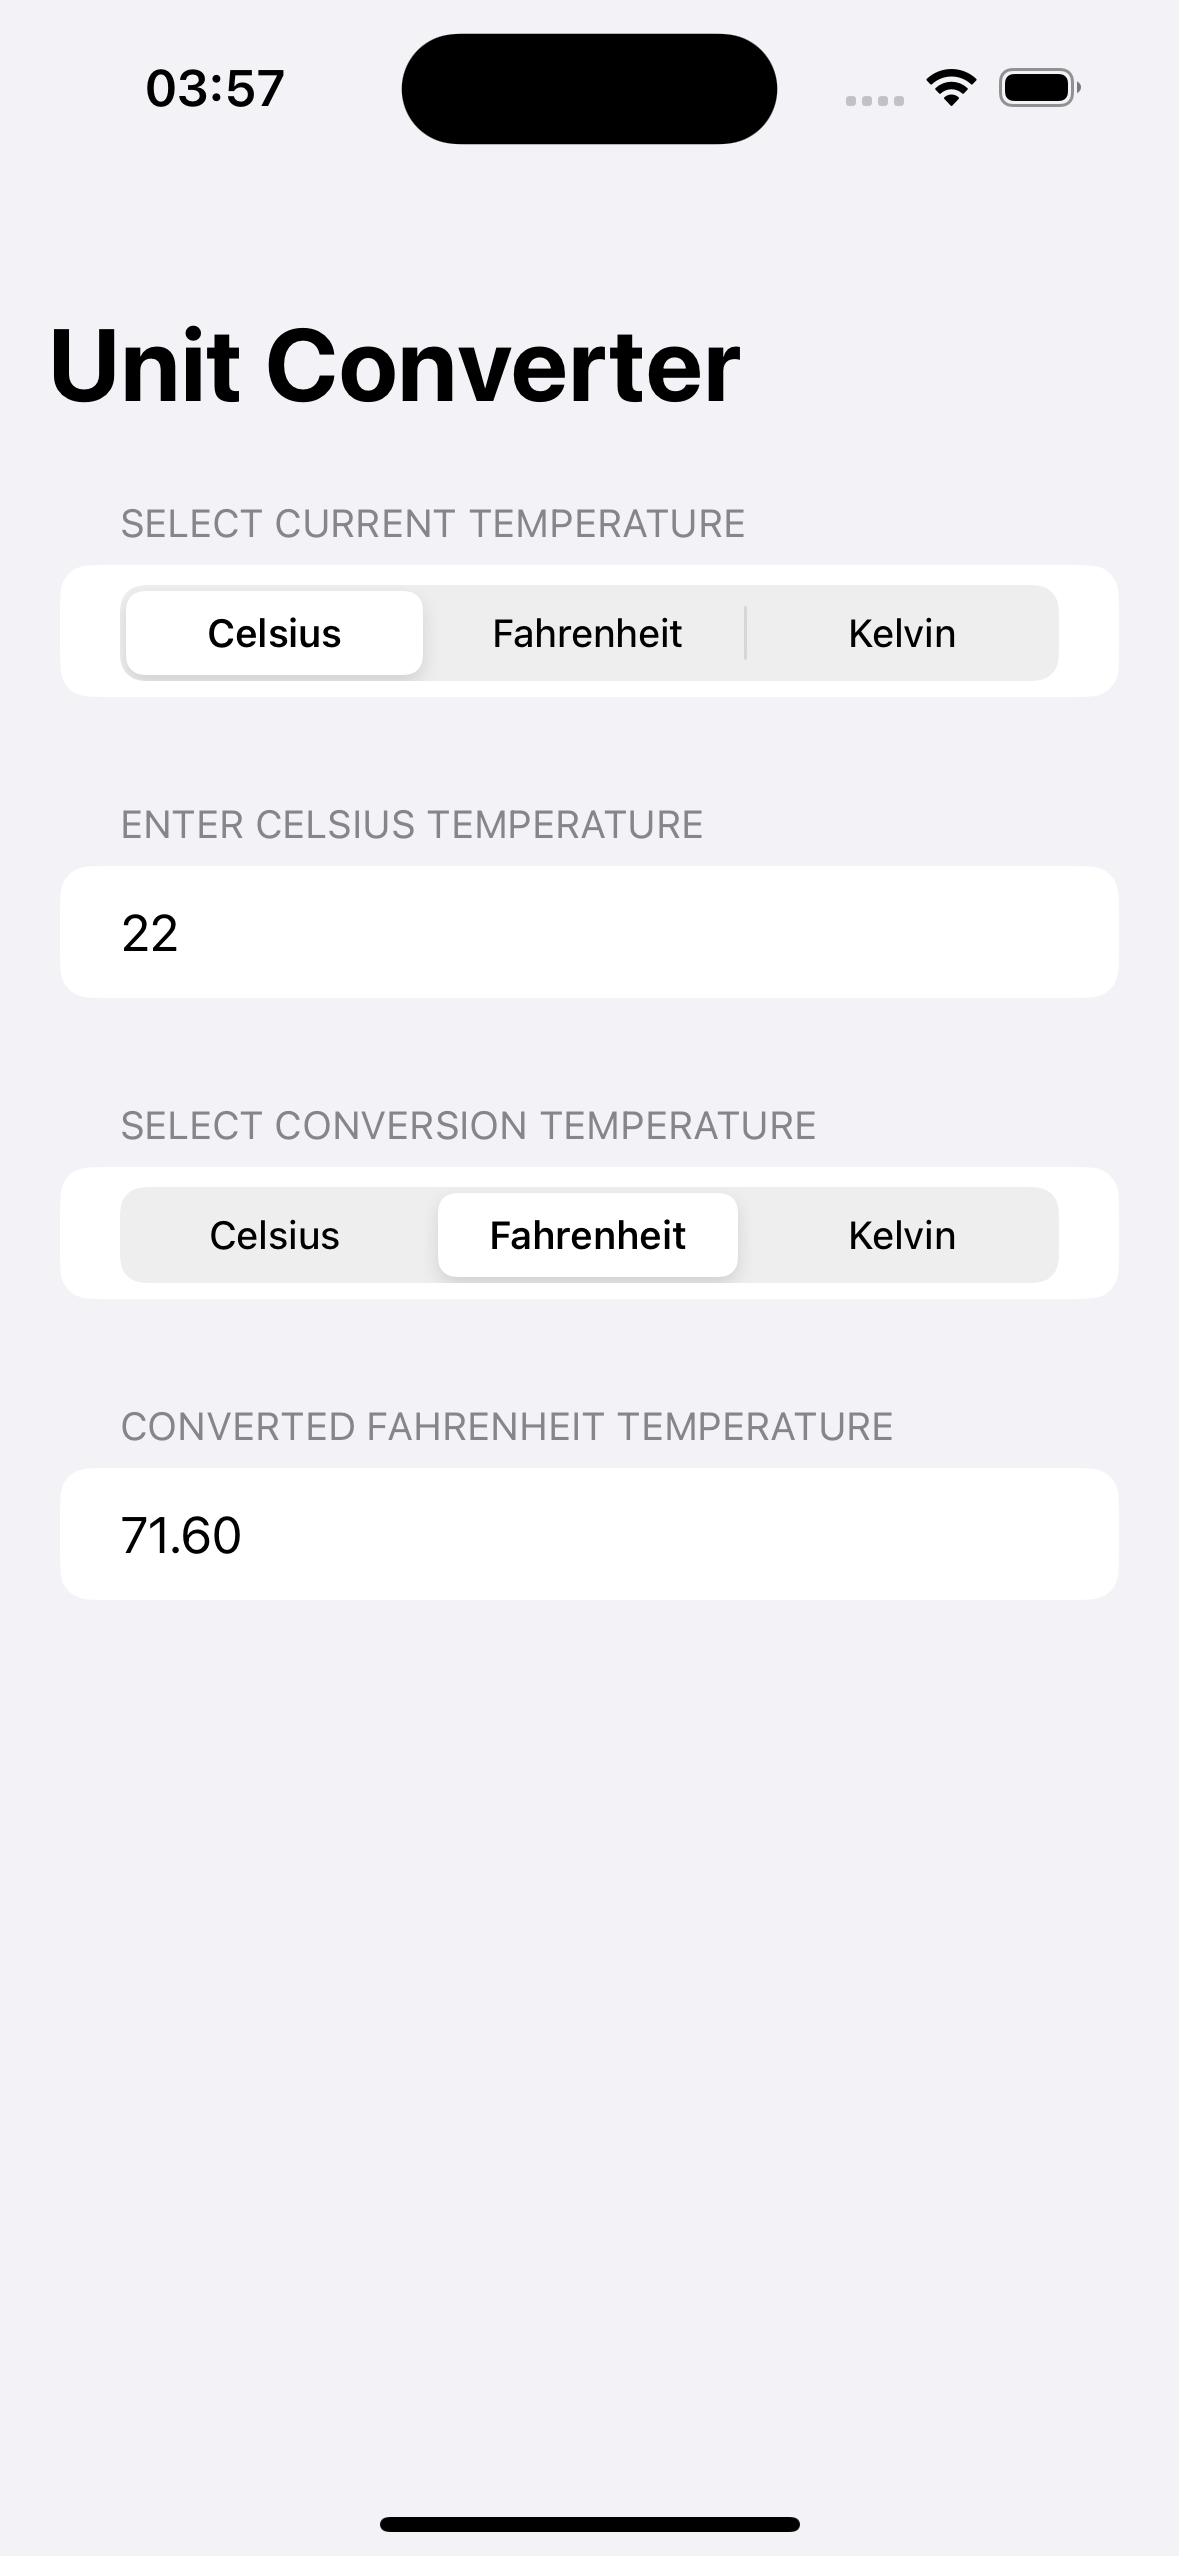 03:57
Unit Converter
SELECT CURRENT TEMPERATURE
Celsius Fahrenheit Kelvin
ENTER CELSIUS TEMPERATURE
22
SELECT CONVERSION TEMPERATURE
Celsius Fahrenheit Kelvin
CONVERTED FAHRENHEIT TEMPERATURE
71.60